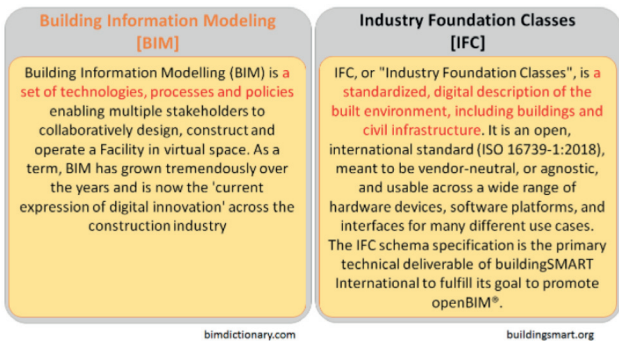 Building Information Modeling
[BIM]
Building Information Modelling (BIM) is a
set of technologies, processes and policies
enabling multiple stakeholders to
collaboratively design, construct and
operate a Facility in virtual space. As a
term, BIM has grown tremendously over
the years and is now the 'current
expression of digital innovation' across the
construction industry
bimdictionary.com
Industry Foundation Classes
[IFC]
IFC, or "Industry Foundation Classes", is a
standardized, digital description of the
built environment, including buildings and
civil infrastructure. It is an open,
international standard (ISO 16739-1:2018),
meant to be vendor-neutral, or agnostic,
and usable across a wide range of
hardware devices, software platforms, and
interfaces for many different use cases.
The IFC schema specification is the primary
technical deliverable of buildingSMART
International to fulfill its goal to promote
openBIM®.
buildingsmart.org